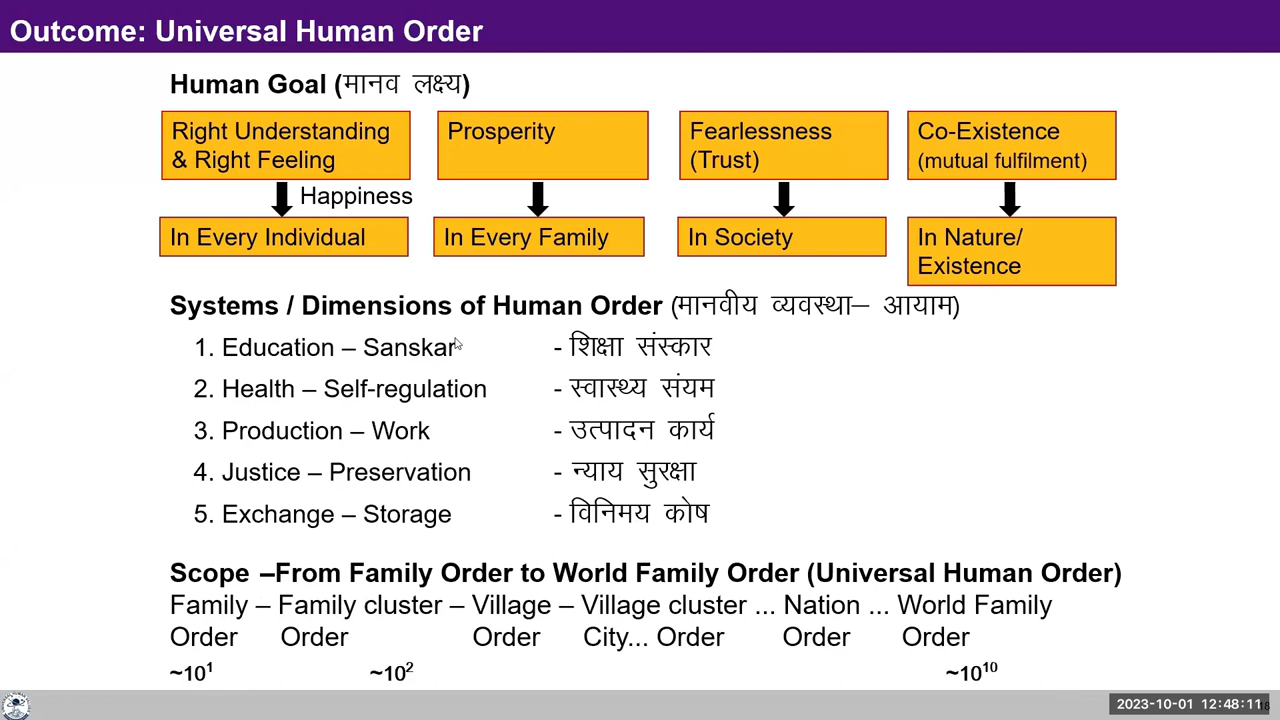 Outcome: Universal Human Order
Human Goal (मानव लक्ष्य)
Right Understanding & Right Feeling
Prosperity
Fearlessness (Trust)
Co-Existence (mutual fulfilment)
Happiness
In Every Individual
In Every Family
In Society
In Nature/ Existence
Systems / Dimensions of Human Order (मानवीय व्यवस्था– आयाम)
1. Education – Sanskar - शिक्षा संस्कार
2. Health – Self-regulation - स्वास्थ्य संयम
3. Production – Work - उत्पादन कार्य
4. Justice – Preservation - न्याय सुरक्षा
5. Exchange – Storage - विनिमय कोष
Scope –From Family Order to World Family Order (Universal Human Order)
Family – Family cluster – Village – Village cluster ... Nation ... World Family
Order Order Order City... Order Order Order
~10¹ ~10² ~10¹⁰
2023-10-01 12:48:11
18